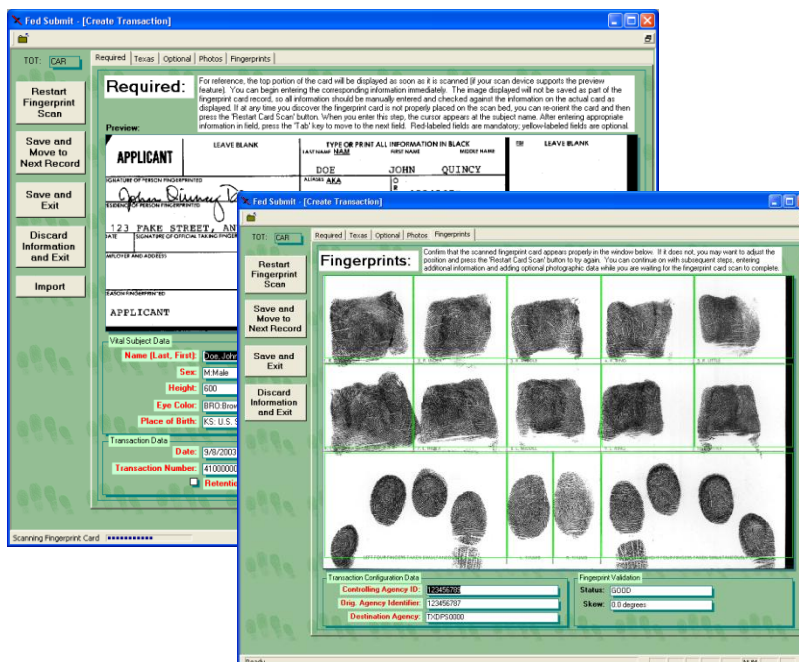 Fed Submit - [Create Transaction]
TOT: CAR
Required Texas Optional Photos Fingerprints
Restart Fingerprint Scan
Save and Move to Next Record
Save and Exit
Discard Information and Exit
Import
Required:
For reference, the top portion of the card will be displayed as soon as it is scanned (if your scan device supports the preview
feature). You can begin entering the corresponding information immediately. The image displayed will not be saved as part of the
fingerprint card record, so all information should be manually entered and checked against the information on the actual card as
displayed. If at any time you discover the fingerprint card is not properly placed on the scan bed, you can re-orient the card and then
press the 'Restart Card Scan' button. When you enter this step, the cursor appears at the subject name. After entering appropriate
information in field, press the 'Tab' key to move to the next field. Red-labeled fields are mandatory; yellow-labeled fields are optional.
Preview:
APPLICANT
LEAVE BLANK
TYPE OR PRINT ALL INFORMATION IN BLACK
LAST NAME NAM FIRST NAME MIDDLE NAME
LEAVE BLANK
DOE JOHN QUINCY
SIGNATURE OF PERSON FINGERPRINTED
ALIASES AKA
John Quincy
RESIDENCE OF PERSON FINGERPRINTED
123 FAKE STREET, AN
DATE SIGNATURE OF OFFICIAL TAKING FINGER
EMPLOYER AND ADDRESS
REASON FINGERPRINTED
APPLICANT
Vital Subject Data
Name (Last, First): Doe, John
Sex: M:Male
Height: 600
Eye Color: BRO:Brow
Place of Birth: KS: U.S. S
Transaction Data
Date: 9/8/2003
Transaction Number: 41000000
Retentio
Scanning Fingerprint Card
Fed Submit - [Create Transaction]
TOT: CAR
Required Texas Optional Photos Fingerprints
Restart Fingerprint Scan
Save and Move to Next Record
Save and Exit
Discard Information and Exit
Fingerprints:
Confirm that the scanned fingerprint card appears properly in the window below. If it does not, you may want to adjust the
position and press the 'Restart Card Scan' button to try again. You can continue on with subsequent steps, entering
additional information and adding optional photographic data while you are waiting for the fingerprint card scan to complete.
Transaction Configuration Data
Controlling Agency ID: 123456789
Orig. Agency Identifier: 123456787
Destination Agency: TXDPS0000
Fingerprint Validation
Status: GOOD
Skew: 0.0 degrees